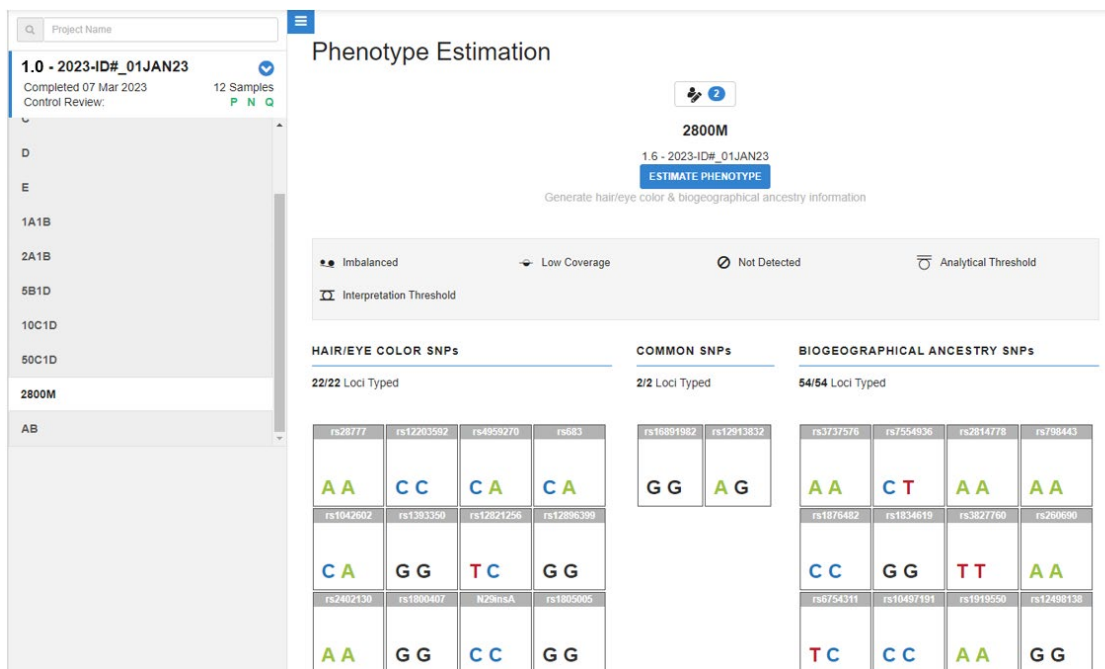 Project Name
1.0 - 2023-ID#_01JAN23
Completed 07 Mar 2023 12 Samples
Control Review: P N Q
D
E
1A1B
2A1B
5B1D
10C1D
50C1D
2800M
AB
Phenotype Estimation
2
2800M
1.6 - 2023-ID#_01JAN23
ESTIMATE PHENOTYPE
Generate hair/eye color & biogeographical ancestry information
Imbalanced Low Coverage Not Detected Analytical Threshold
Interpretation Threshold
HAIR/EYE COLOR SNPs
22/22 Loci Typed
rs28777 rs12203592 rs4959270 rs683
A A C C C A C A
rs1042602 rs1393350 rs12821256 rs12896399
C A G G T C G G
rs2402130 rs1800407 N29insA rs1805005
A A G G C C G G
COMMON SNPs
2/2 Loci Typed
rs16891982 rs12913832
G G A G
BIOGEOGRAPHICAL ANCESTRY SNPs
54/54 Loci Typed
rs3737576 rs7554936 rs2814778 rs798443
A A C T A A A A
rs1876482 rs1834619 rs3827760 rs260690
C C G G T T A A
rs6754311 rs10497191 rs1919550 rs12498138
T C C C A A G G